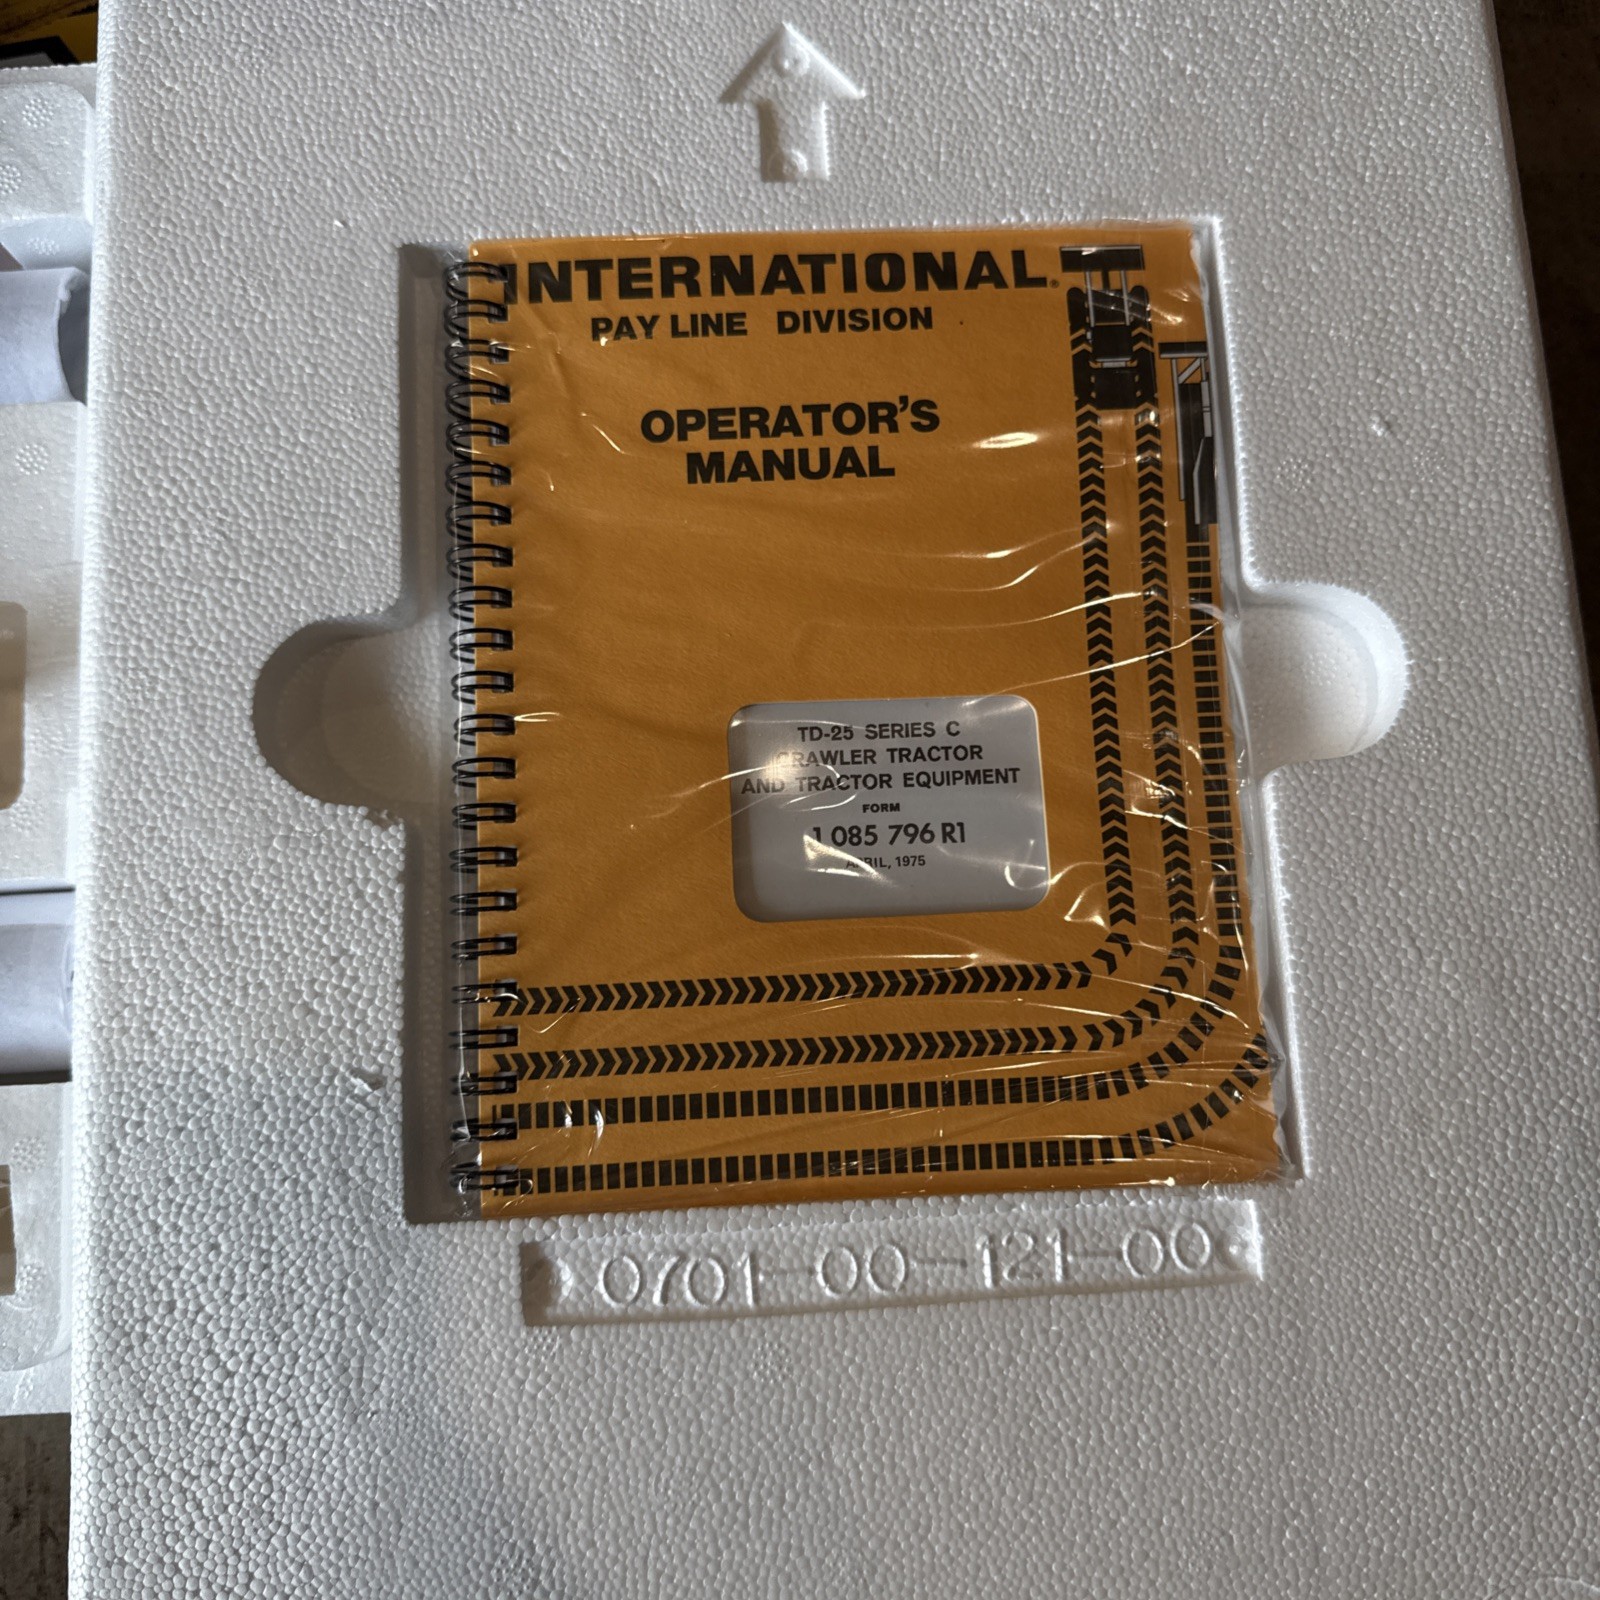 INTERNATIONAL®
PAY LINE DIVISION
OPERATOR'S
MANUAL
TD-25 SERIES C
CRAWLER TRACTOR
AND TRACTOR EQUIPMENT
FORM
1 085 796 R1
APRIL, 1975
0701-00-121-00